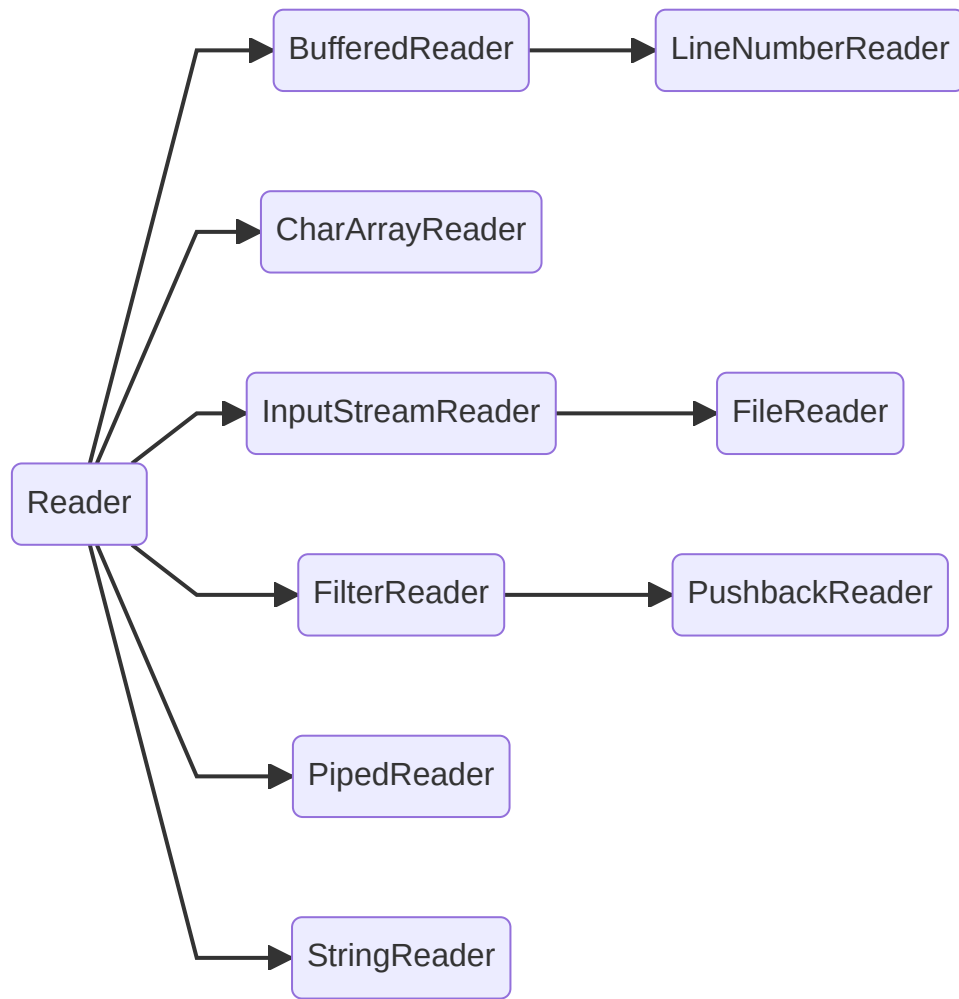 BufferedReader
LineNumberReader
CharArrayReader
InputStreamReader
FileReader
Reader
FilterReader
PushbackReader
PipedReader
StringReader